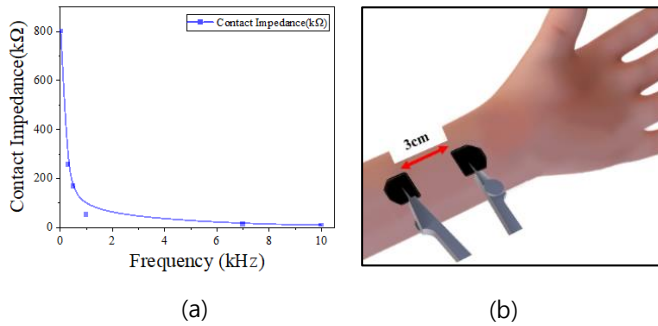 Contact Impedance(kΩ)
Contact Impedance(kΩ)
800
600
400
200
0
0
2
4
6
8
10
Frequency (kHz)
3cm
(a)
(b)